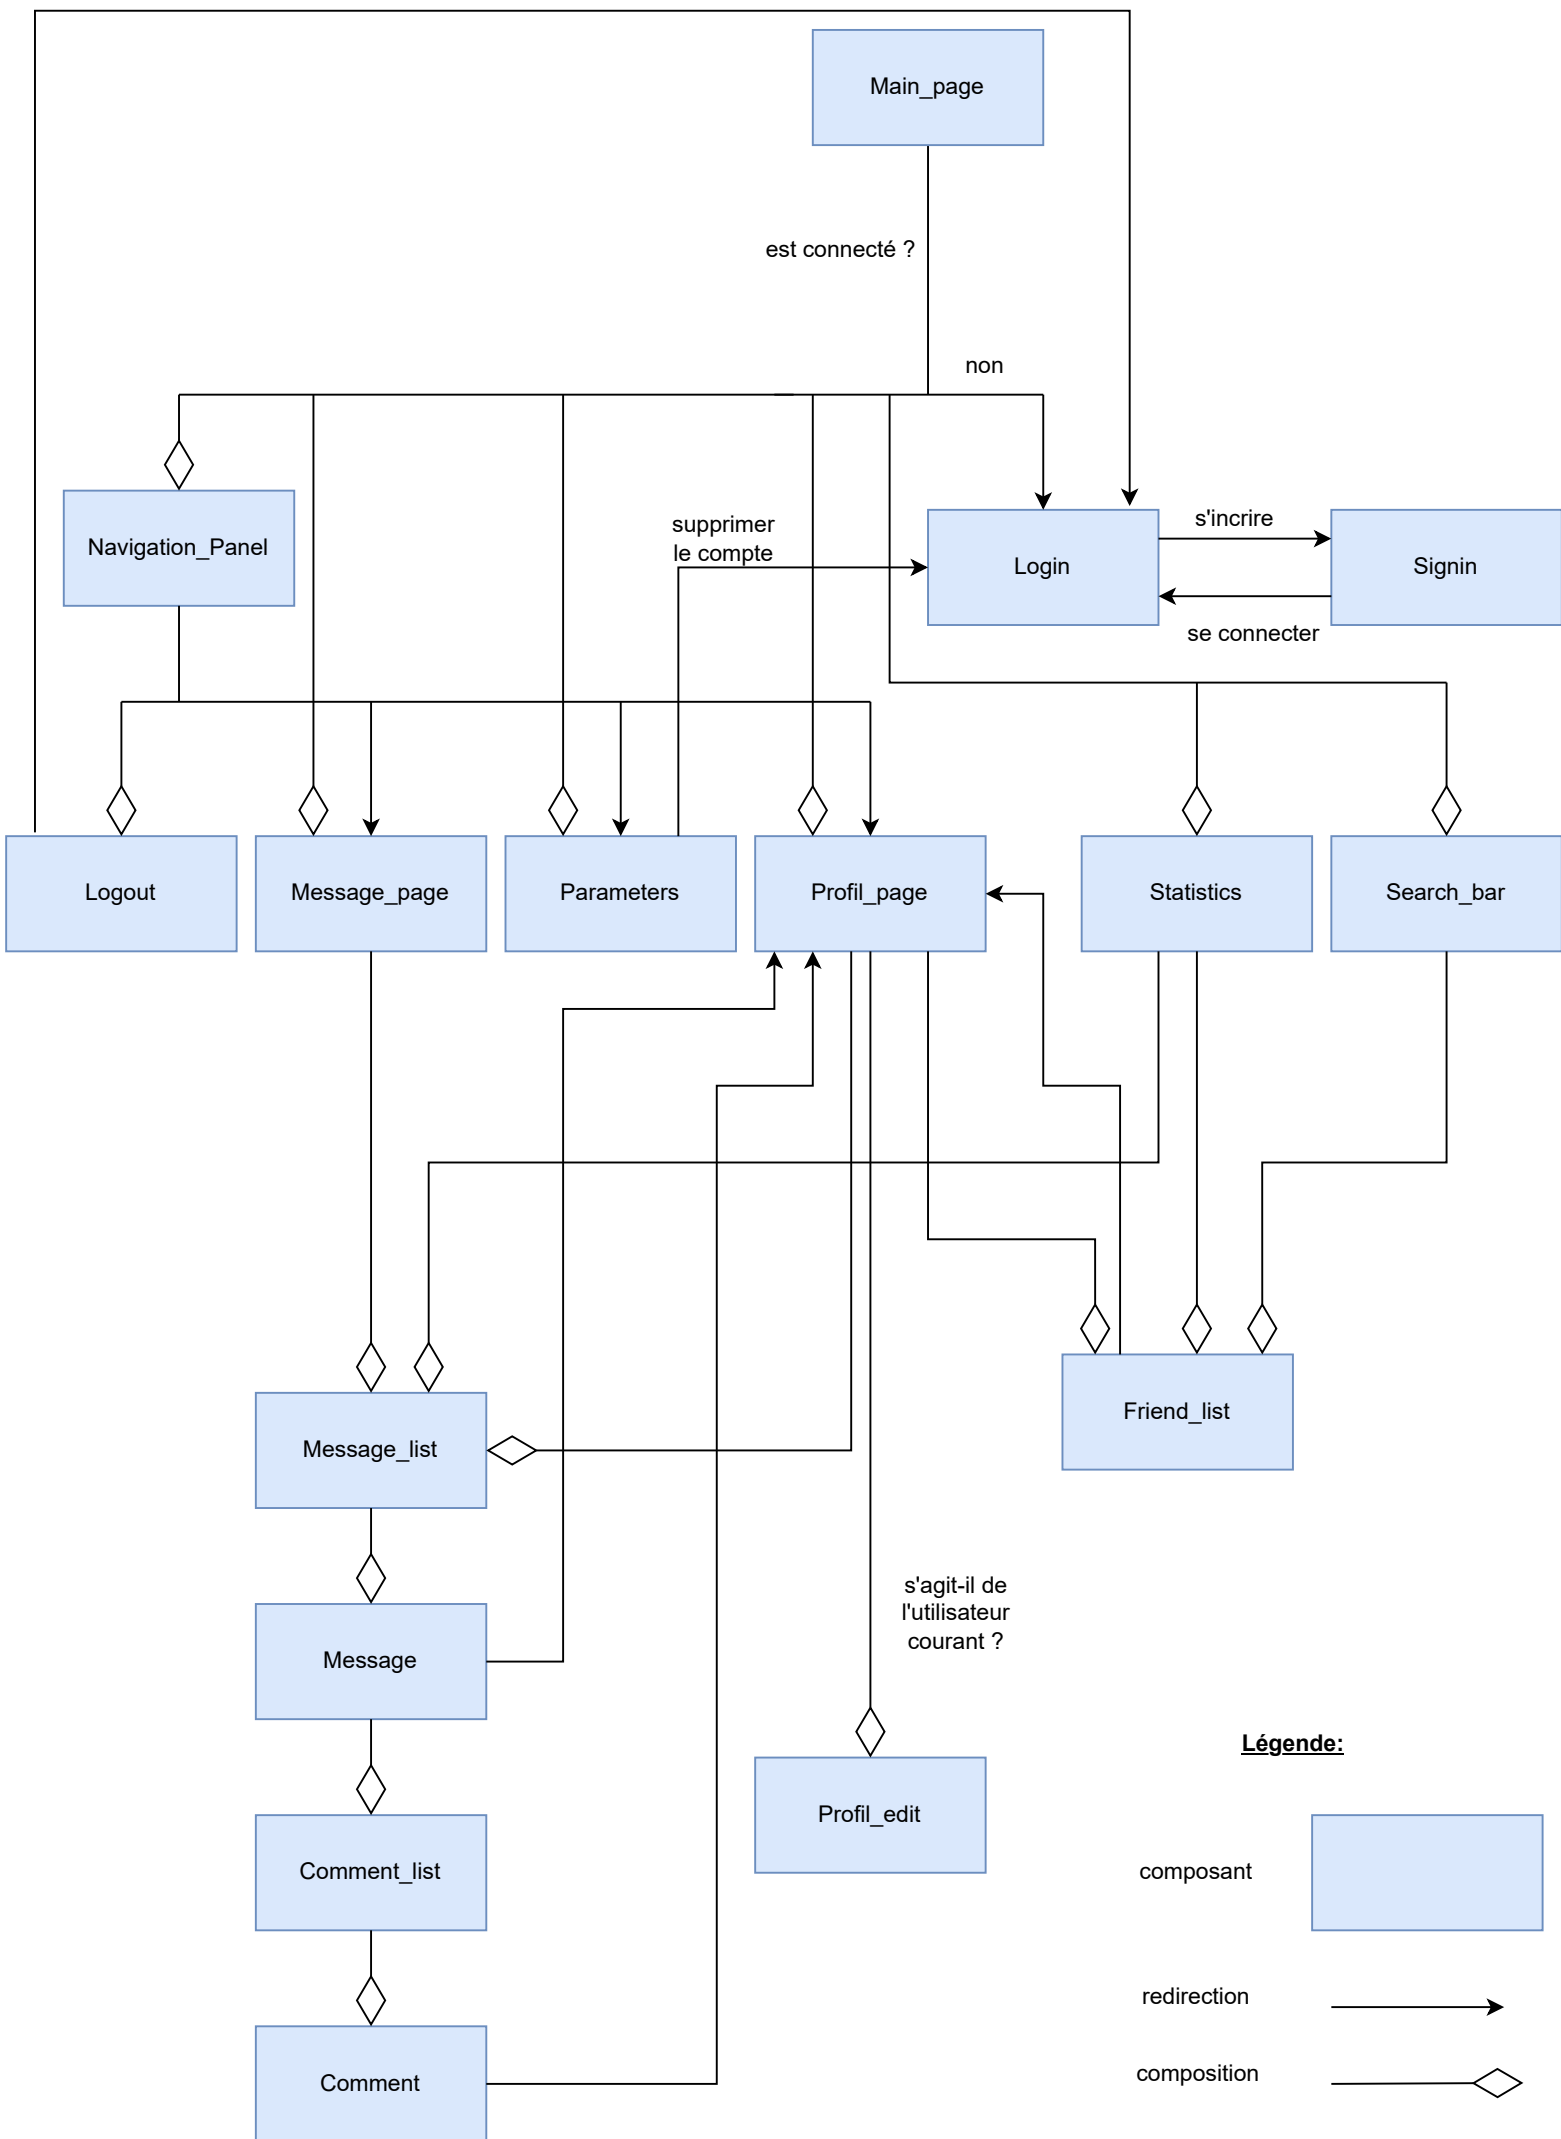 Main_page
est connecté ?
non
Navigation_Panel
supprimer
le compte
Login
s'incrire
Signin
se connecter
Logout
Message_page
Parameters
Profil_page
Statistics
Search_bar
Friend_list
Message_list
s'agit-il de
l'utilisateur
courant ?
Message
Légende:
Profil_edit
Comment_list
composant
redirection
composition
Comment